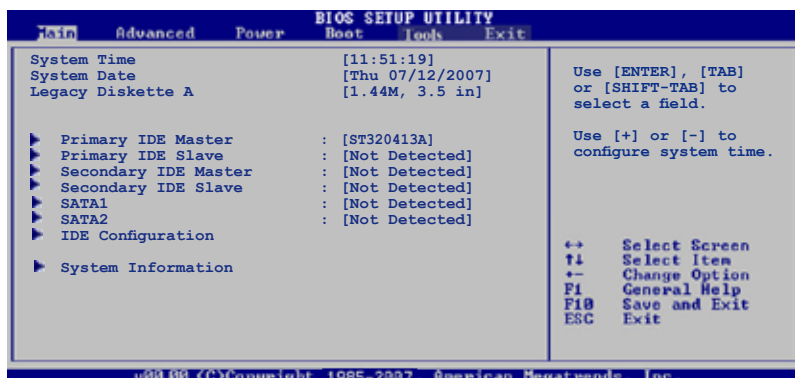 BIOS SETUP UTILITY
Main Advanced Power Boot Tools Exit
System Time [11:51:19]
System Date [Thu 07/12/2007]
Legacy Diskette A [1.44M, 3.5 in]
Primary IDE Master : [ST320413A]
Primary IDE Slave : [Not Detected]
Secondary IDE Master : [Not Detected]
Secondary IDE Slave : [Not Detected]
SATA1 : [Not Detected]
SATA2 : [Not Detected]
IDE Configuration
System Information
Use [ENTER], [TAB]
or [SHIFT-TAB] to
select a field.
Use [+] or [-] to
configure system time.
↔ Select Screen
↑↓ Select Item
+- Change Option
F1 General Help
F10 Save and Exit
ESC Exit
v00.00 (C)Copyright 1985-2007, American Megatrends, Inc.